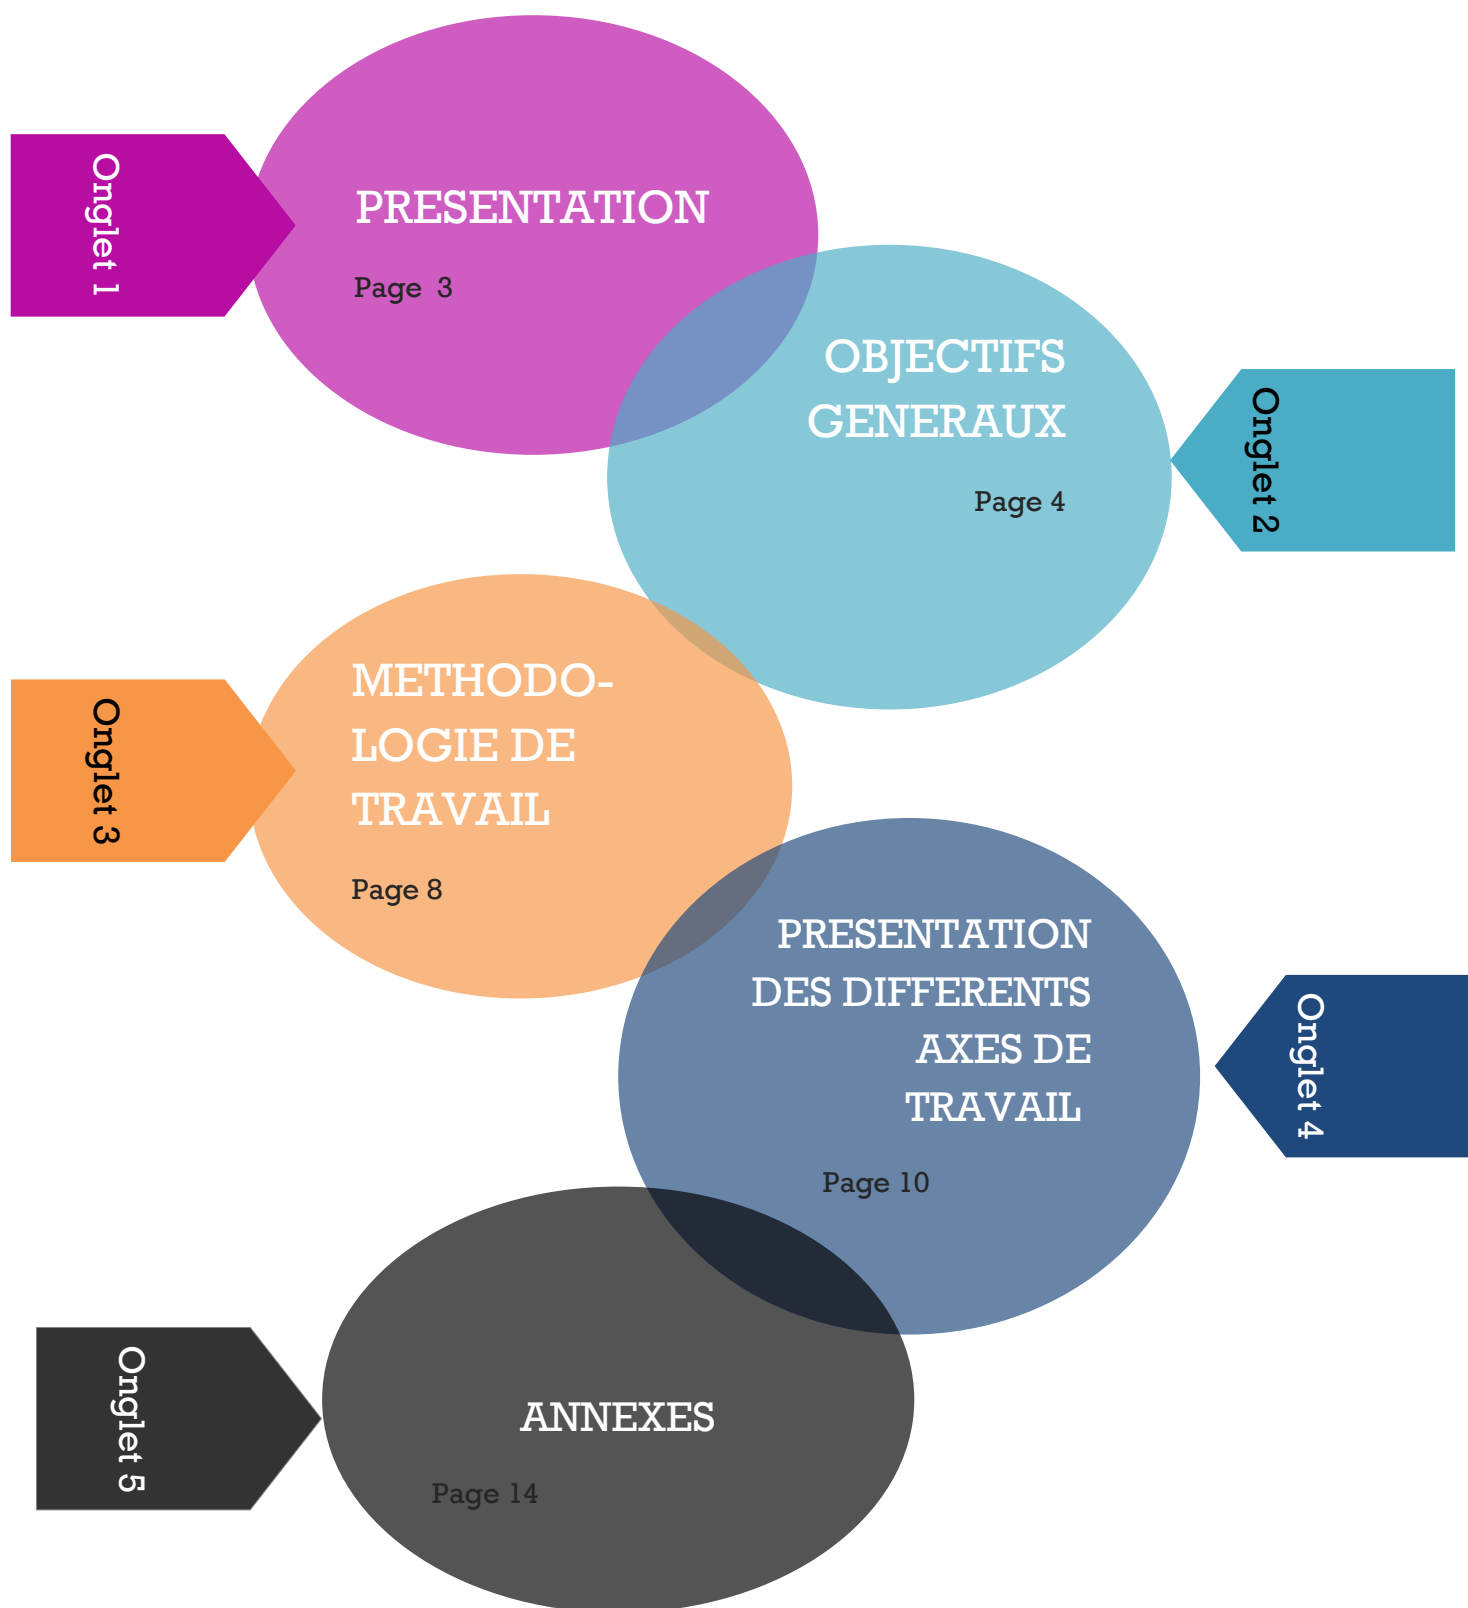 Onglet 1
PRESENTATION
Page 3
OBJECTIFS
GENERAUX
Page 4
Onglet 2
Onglet 3
METHODO-
LOGIE DE
TRAVAIL
Page 8
PRESENTATION
DES DIFFERENTS
AXES DE
TRAVAIL
Page 10
Onglet 4
Onglet 5
ANNEXES
Page 14